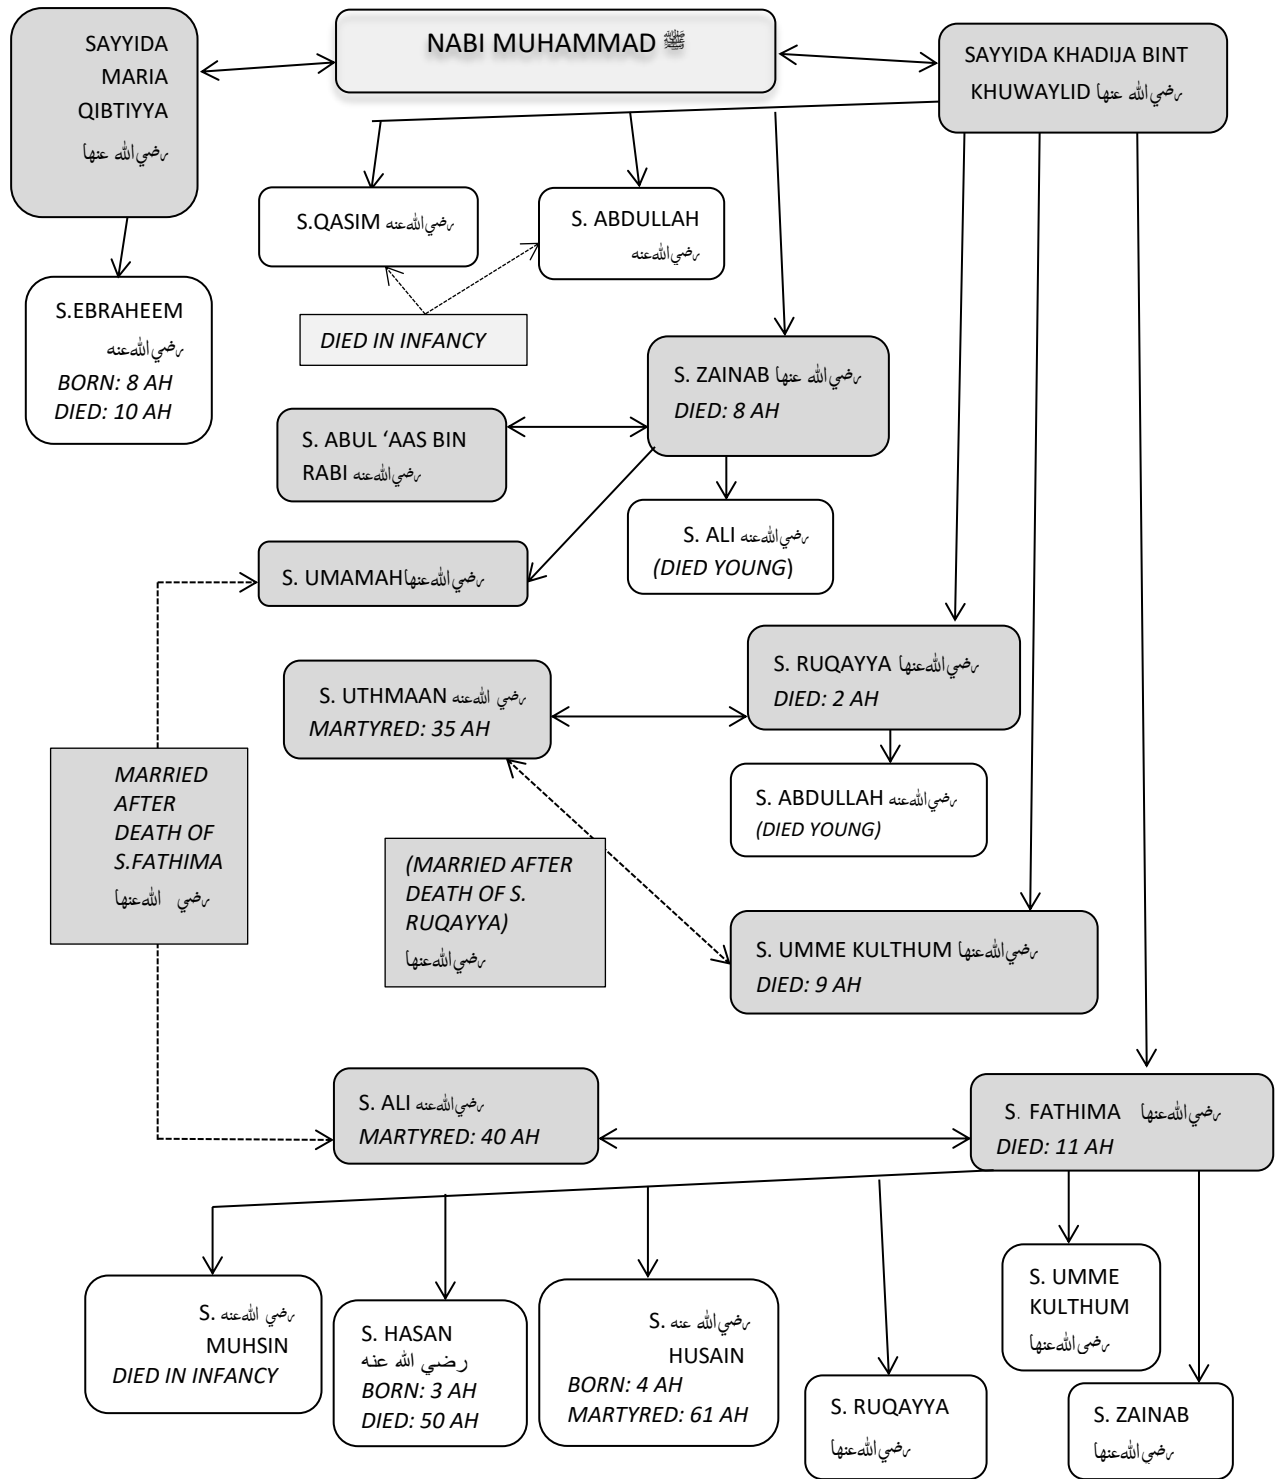 NABI MUHAMMAD ﷺ
SAYYIDA
MARIA
QIBTIYYA
رضي الله عنها
SAYYIDA KHADIJA BINT
KHUWAYLID رضي الله عنها
S.QASIM رضي الله عنه
S. ABDULLAH
رضي الله عنه
S.EBRAHEEM
رضي الله عنه
BORN: 8 AH
DIED: 10 AH
DIED IN INFANCY
S. ZAINAB رضي الله عنها
DIED: 8 AH
S. ABUL ‘AAS BIN
RABI رضي الله عنه
S. ALI رضي الله عنه
(DIED YOUNG)
S. UMAMAH رضي الله عنها
S. RUQAYYA رضي الله عنها
DIED: 2 AH
S. UTHMAAN رضي الله عنه
MARTYRED: 35 AH
S. ABDULLAH رضي الله عنه
(DIED YOUNG)
MARRIED
AFTER
DEATH OF
S.FATHIMA
رضي الله عنها
(MARRIED AFTER
DEATH OF S.
RUQAYYA)
رضي الله عنها
S. UMME KULTHUM رضي الله عنها
DIED: 9 AH
S. ALI رضي الله عنه
MARTYRED: 40 AH
S. FATHIMA رضي الله عنها
DIED: 11 AH
S. رضي الله عنه
MUHSIN
DIED IN INFANCY
S. HASAN
رضي الله عنه
BORN: 3 AH
DIED: 50 AH
S. رضي الله عنه
HUSAIN
BORN: 4 AH
MARTYRED: 61 AH
S. RUQAYYA
رضي الله عنها
S. UMME
KULTHUM
رضي الله عنها
S. ZAINAB
رضي الله عنها